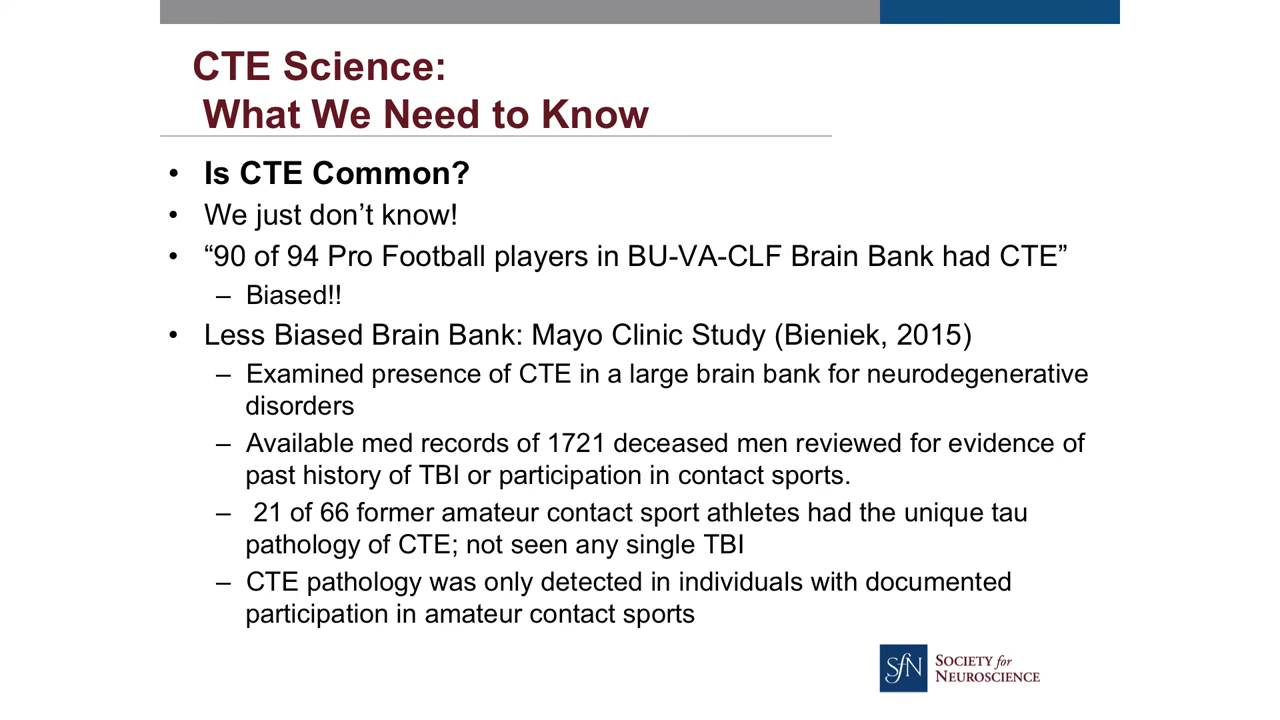 CTE Science:
What We Need to Know
• Is CTE Common?
• We just don’t know!
• “90 of 94 Pro Football players in BU-VA-CLF Brain Bank had CTE”
– Biased!!
• Less Biased Brain Bank: Mayo Clinic Study (Bieniek, 2015)
– Examined presence of CTE in a large brain bank for neurodegenerative
disorders
– Available med records of 1721 deceased men reviewed for evidence of
past history of TBI or participation in contact sports.
– 21 of 66 former amateur contact sport athletes had the unique tau
pathology of CTE; not seen any single TBI
– CTE pathology was only detected in individuals with documented
participation in amateur contact sports
SfN
SOCIETY for
NEUROSCIENCE